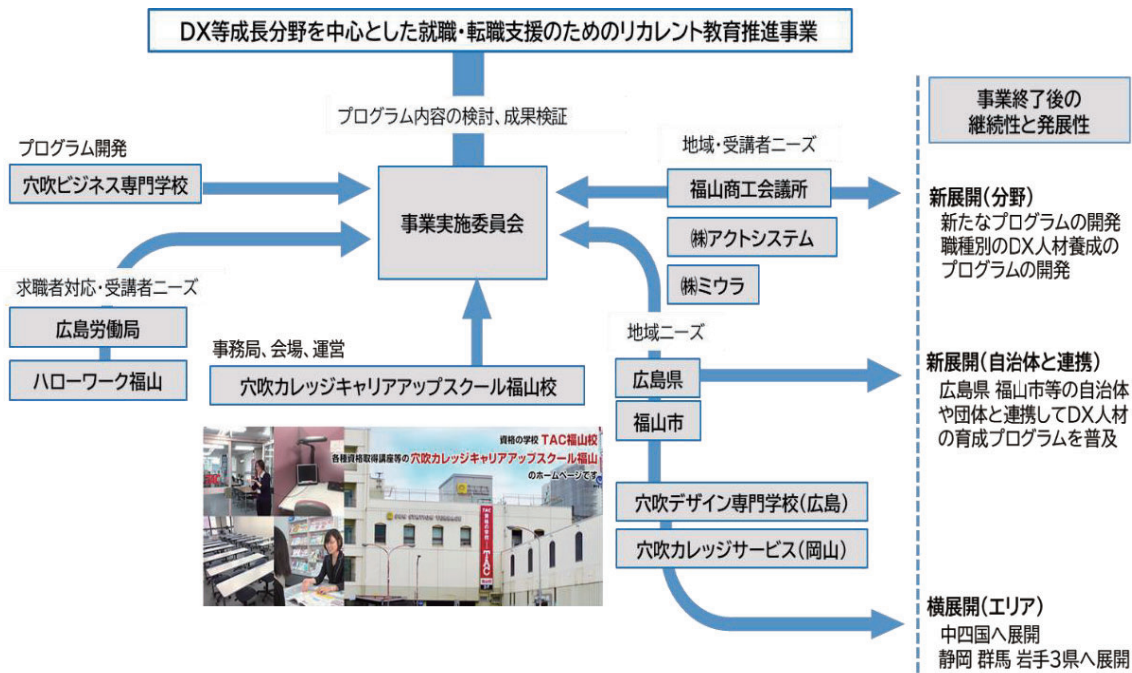 DX等成長分野を中心とした就職・転職支援のためのリカレント教育推進事業
プログラム内容の検討、成果検証
プログラム開発
穴吹ビジネス専門学校
事業実施委員会
求職者対応・受講者ニーズ
広島労働局
ハローワーク福山
事務局、会場、運営
穴吹カレッジキャリアアップスクール福山校
資格の学校 TAC福山校
各種資格取得講座等の穴吹カレッジキャリアアップスクール福山
のホームページです
TAC
地域・受講者ニーズ
福山商工会議所
㈱アクトシステム
㈱ミウラ
地域ニーズ
広島県
福山市
穴吹デザイン専門学校(広島)
穴吹カレッジサービス(岡山)
事業終了後の
継続性と発展性
新展開(分野)
新たなプログラムの開発
職種別のDX人材養成の
プログラムの開発
新展開(自治体と連携)
広島県 福山市等の自治体
や団体と連携してDX人材
の育成プログラムを普及
横展開(エリア)
中四国へ展開
静岡 群馬 岩手3県へ展開